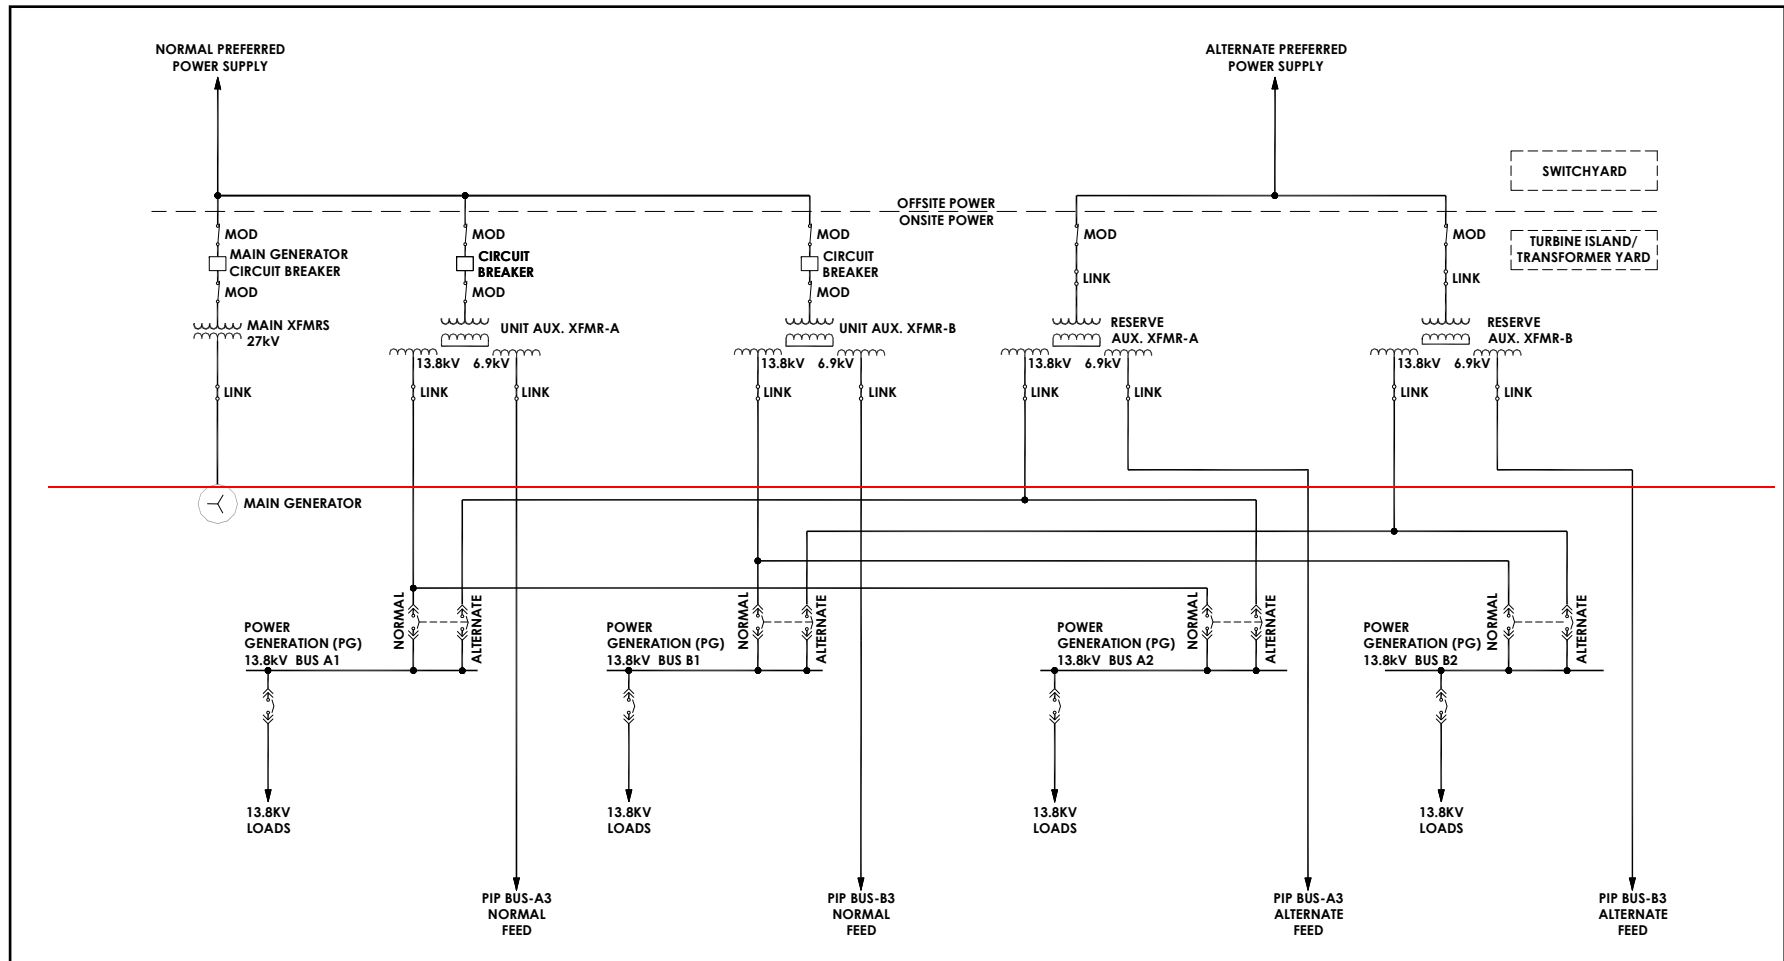 NORMAL PREFERRED
POWER SUPPLY
ALTERNATE PREFERRED
POWER SUPPLY
SWITCHYARD
OFFSITE POWER
ONSITE POWER
TURBINE ISLAND/
TRANSFORMER YARD
MOD
MAIN GENERATOR
CIRCUIT BREAKER
MOD
MOD
CIRCUIT
BREAKER
MOD
MOD
CIRCUIT
BREAKER
MOD
MOD
LINK
MOD
LINK
MAIN XFMRS
27kV
UNIT AUX. XFMR-A
UNIT AUX. XFMR-B
RESERVE
AUX. XFMR-A
RESERVE
AUX. XFMR-B
13.8kV 6.9kV
13.8kV 6.9kV
13.8kV 6.9kV
13.8kV 6.9kV
LINK
LINK
LINK
LINK
LINK
LINK
LINK
LINK
LINK
MAIN GENERATOR
POWER
GENERATION (PG)
13.8kV BUS A1
NORMAL
ALTERNATE
POWER
GENERATION (PG)
13.8kV BUS B1
NORMAL
ALTERNATE
POWER
GENERATION (PG)
13.8kV BUS A2
NORMAL
ALTERNATE
POWER
GENERATION (PG)
13.8kV BUS B2
NORMAL
ALTERNATE
13.8KV
LOADS
13.8KV
LOADS
13.8KV
LOADS
13.8KV
LOADS
PIP BUS-A3
NORMAL
FEED
PIP BUS-B3
NORMAL
FEED
PIP BUS-A3
ALTERNATE
FEED
PIP BUS-B3
ALTERNATE
FEED